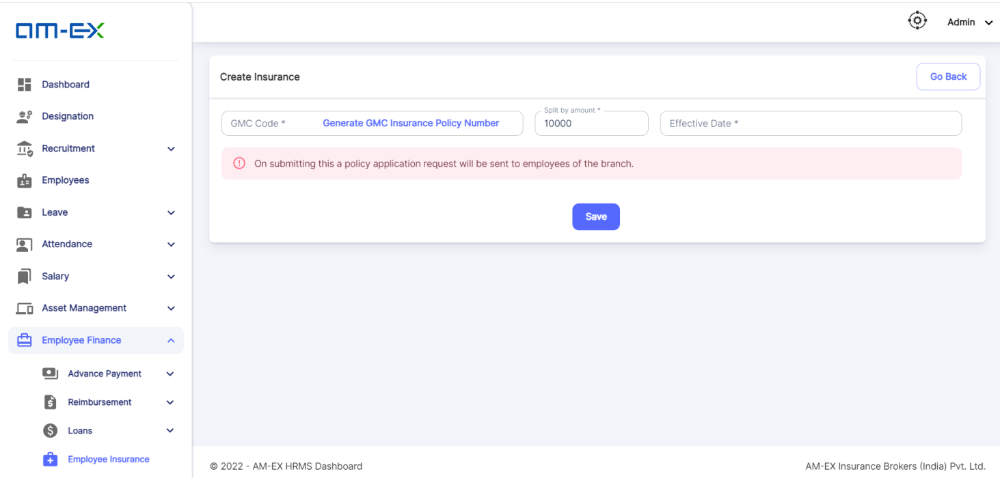 am-ex
Admin
Dashboard
Designation
Recruitment
Employees
Leave
Attendance
Salary
Asset Management
Employee Finance
Advance Payment
Reimbursement
Loans
Employee Insurance
Create Insurance
Go Back
GMC Code * Generate GMC Insurance Policy Number
Split by amount *
10000
Effective Date *
On submitting this a policy application request will be sent to employees of the branch.
Save
© 2022 - AM-EX HRMS Dashboard
AM-EX Insurance Brokers (India) Pvt. Ltd.